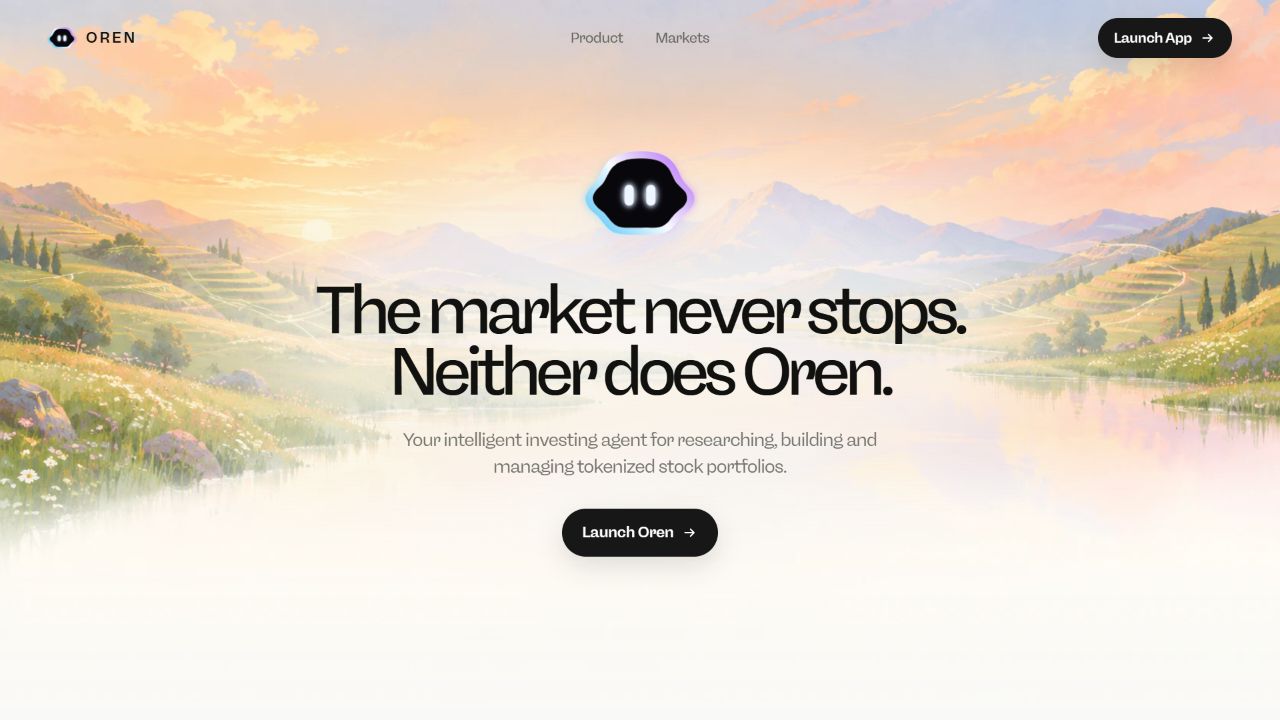 OREN
Product
Markets
Launch App →
The market never stops.
Neither does Oren.
Your intelligent investing agent for researching, building and
managing tokenized stock portfolios.
Launch Oren →